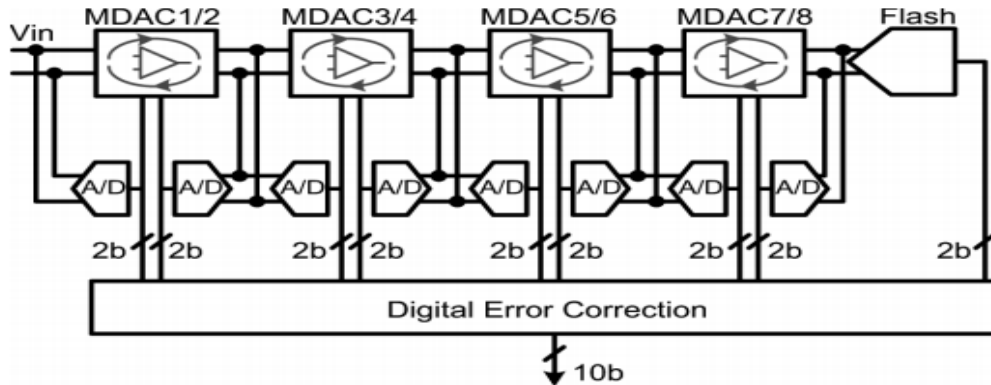 Vin MDAC1/2 MDAC3/4 MDAC5/6 MDAC7/8 Flash
A/D A/D A/D A/D A/D A/D A/D A/D
2b 2b 2b 2b 2b 2b 2b 2b 2b
Digital Error Correction
10b